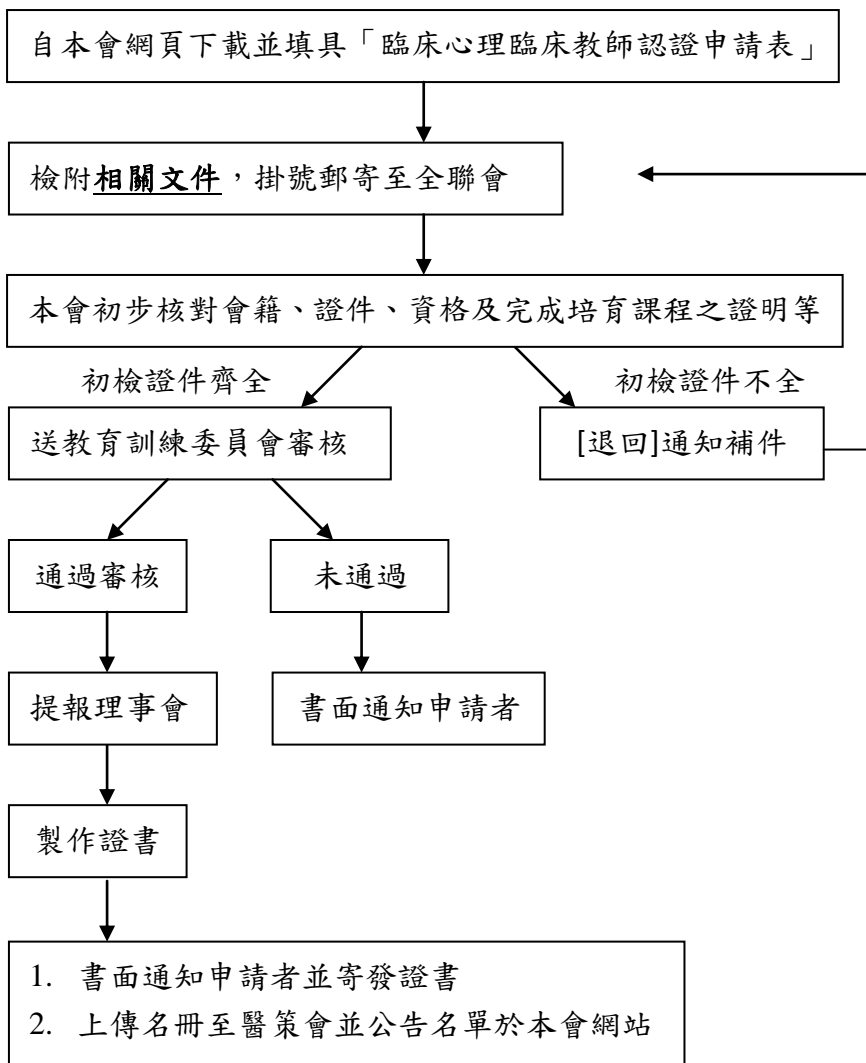 自本會網頁下載並填具「臨床心理臨床教師認證申請表」
檢附相關文件，掛號郵寄至全聯會
本會初步核對會籍、證件、資格及完成培育課程之證明等
初檢證件齊全
初檢證件不全
送教育訓練委員會審核
[退回]通知補件
通過審核
未通過
提報理事會
書面通知申請者
製作證書
1. 書面通知申請者並寄發證書
2. 上傳名冊至醫策會並公告名單於本會網站